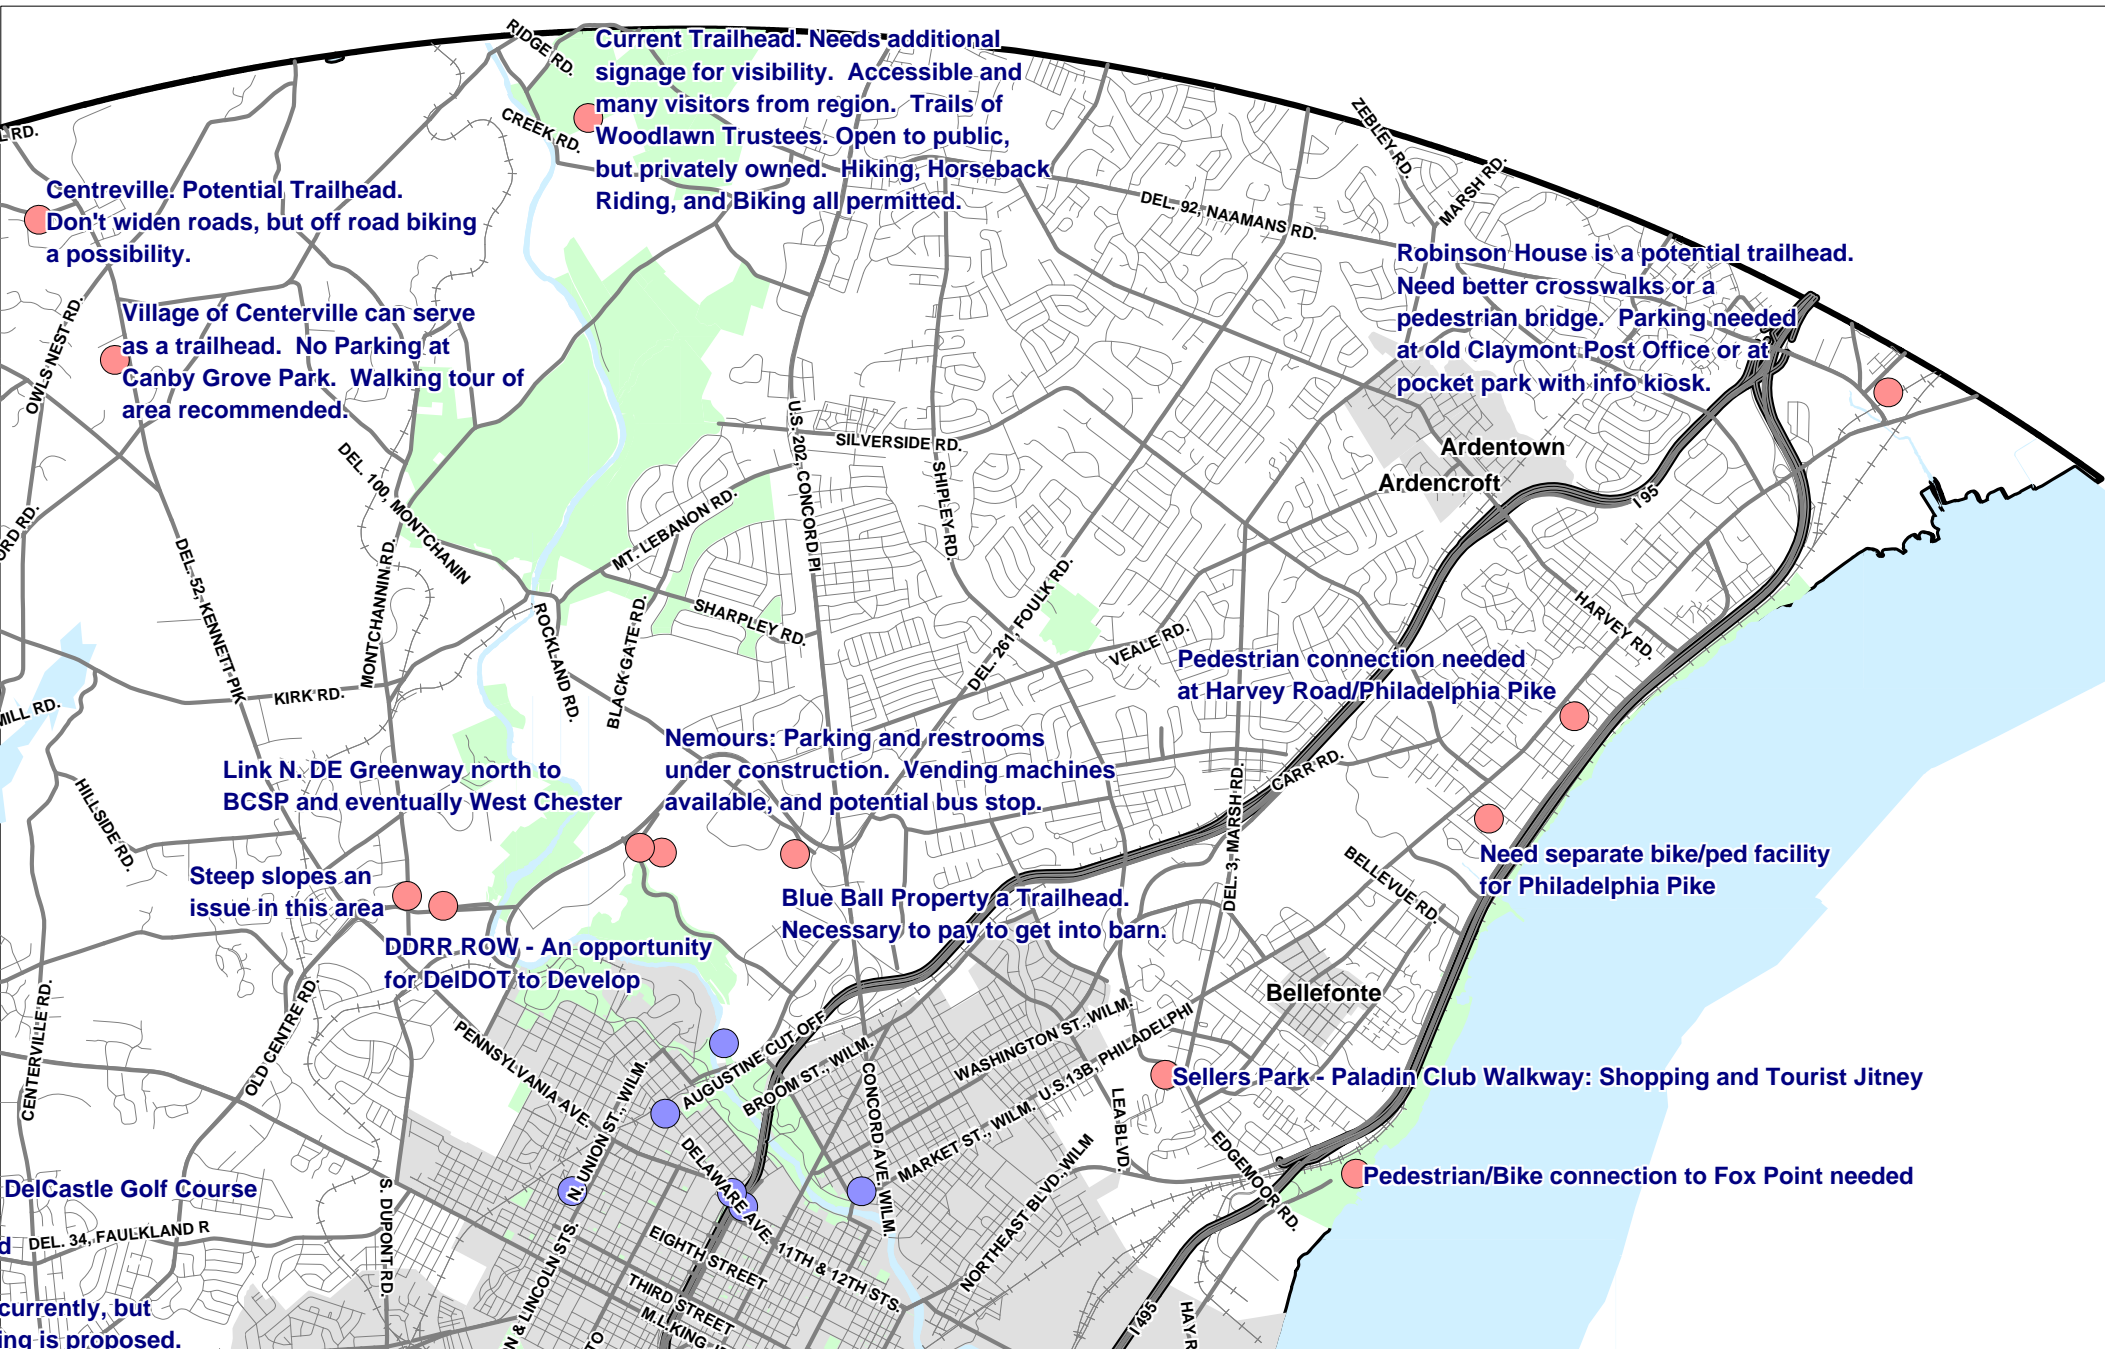 RIDGE RD.
Current Trailhead. Needs additional
signage for visibility.  Accessible and
many visitors from region.  Trails of
Woodlawn Trustees. Open to public,
but privately owned.  Hiking, Horseback
Riding, and Biking all permitted.
CREEK RD.
RD.
ZEBLEY RD.
MARSH RD.
DEL. 92, NAAMANS RD.
Centreville. Potential Trailhead.
Don't widen roads, but off road biking
a possibility.
Robinson House is a potential trailhead.
Need better crosswalks or a
pedestrian bridge.  Parking needed
at old Claymont Post Office or at
pocket park with info kiosk.
OWLS NEST RD.
Village of Centerville can serve
as a trailhead.  No Parking at
Canby Grove Park.  Walking tour of
area recommended.
U.S. 202, CONCORD PI
SILVERSIDE RD.
SHIPLEY RD.
Ardentown
Ardencroft
I 95
DEL. 100, MONTCHANIN
MT. LEBANON RD.
ORD RD.
DEL. 52, KENNETT PIK
MONTCHANNIN RD.
ROCKLAND RD.
BLACK GATE RD.
SHARPLEY RD.
DEL. 261, FOULK RD.
VEALE RD.
HARVEY RD.
Pedestrian connection needed
at Harvey Road/Philadelphia Pike
KIRK RD.
MILL RD.
Nemours: Parking and restrooms
under construction.  Vending machines
available, and potential bus stop.
Link N. DE Greenway north to
BCSP and eventually West Chester
HILLSIDE RD.
CARR RD.
DEL. 3, MARSH RD.
BELLEVUE RD.
Need separate bike/ped facility
for Philadelphia Pike
Steep slopes an
issue in this area
Blue Ball Property a Trailhead.
Necessary to pay to get into barn.
DDRR ROW - An opportunity
for DelDOT to Develop
Bellefonte
CENTERVILLE RD.
OLD CENTRE RD.
PENNSYLVANIA AVE.
N. UNION ST., WILM.
AUGUSTINE CUT OFF
BROOM ST., WILM.
CONCORD AVE, WILM.
WASHINGTON ST.,WILM.
MARKET ST., WILM. U.S.13B, PHILADELPHI
LEA BLVD.
Sellers Park - Paladin Club Walkway: Shopping and Tourist Jitney
EDGEMOOR RD.
Pedestrian/Bike connection to Fox Point needed
DelCastle Golf Course
DEL. 34, FAULKLAND R
S. DUPONT RD.
DELAWARE AVE.
11TH & 12TH STS.
EIGHTH STREET
THIRD STREET
M.L.KING
N & LINCOLN STS.
NORTHEAST BLVD.,WILM
I 495
HAY R
d
currently, but
ing is proposed.